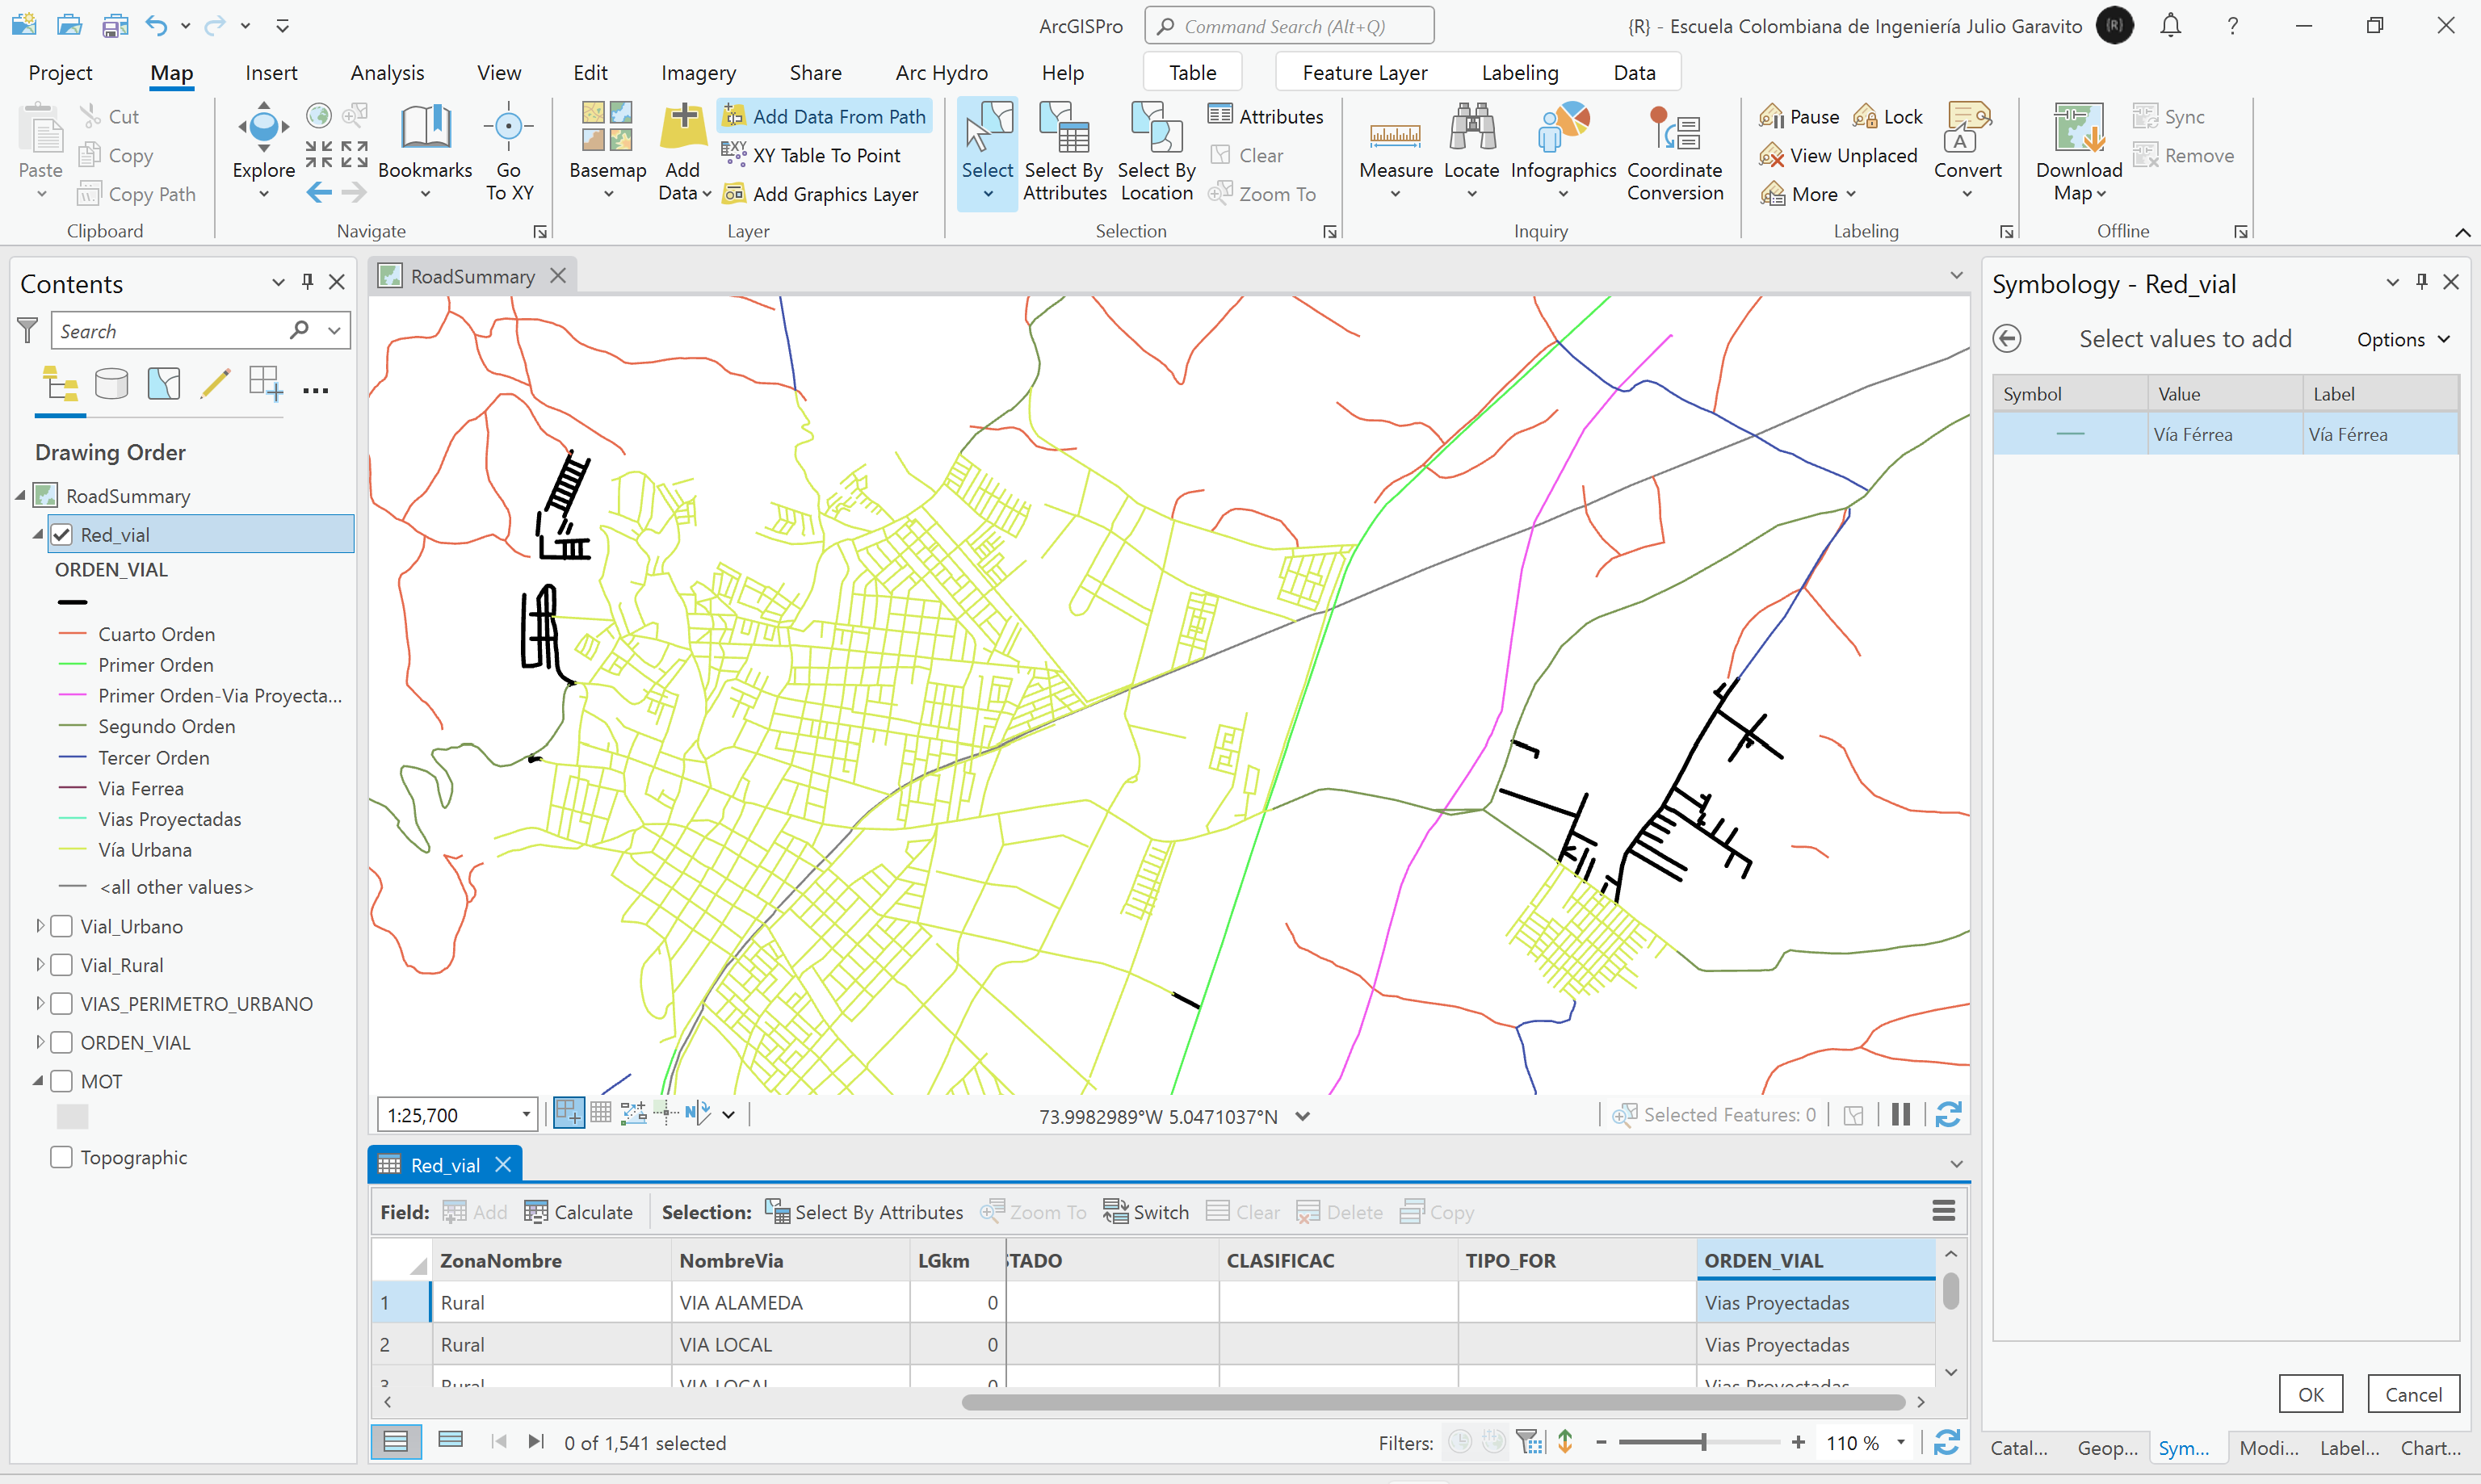 ArcGISPro
Command Search (Alt+Q)
{R} - Escuela Colombiana de Ingeniería Julio Garavito
{R}
?
Project
Map
Insert
Analysis
View
Edit
Imagery
Share
Arc Hydro
Help
Table
Feature Layer
Labeling
Data
Paste
Cut
Copy
Copy Path
Clipboard
Explore
Bookmarks
Go
To XY
Navigate
Basemap
Add
Data
Add Data From Path
XY Table To Point
Add Graphics Layer
Layer
Select
Select By
Attributes
Select By
Location
Attributes
Clear
Zoom To
Selection
Measure
Locate
Infographics
Coordinate
Conversion
Inquiry
Pause
Lock
View Unplaced
More
Convert
Labeling
Download
Map
Sync
Remove
Offline
Contents
Search
Drawing Order
RoadSummary
Red_vial
ORDEN_VIAL
Cuarto Orden
Primer Orden
Primer Orden-Via Proyecta...
Segundo Orden
Tercer Orden
Via Ferrea
Vias Proyectadas
Vía Urbana
<all other values>
Vial_Urbano
Vial_Rural
VIAS_PERIMETRO_URBANO
ORDEN_VIAL
MOT
Topographic
RoadSummary
1:25,700
73.9982989°W 5.0471037°N
Selected Features: 0
Red_vial
Field:
Add
Calculate
Selection:
Select By Attributes
Zoom To
Switch
Clear
Delete
Copy
ZonaNombre NombreVia LGkm STADO CLASIFICAC TIPO_FOR ORDEN_VIAL
1 Rural VIA ALAMEDA 0 Vias Proyectadas
2 Rural VIA LOCAL 0 Vias Proyectadas
3 Rural VIA LOCAL 0 Vias Proyectadas
0 of 1,541 selected
Filters:
110 %
Symbology - Red_vial
Select values to add
Options
Symbol Value Label
Vía Férrea Vía Férrea
OK
Cancel
Catal...
Geop...
Sym...
Modi...
Label...
Chart...